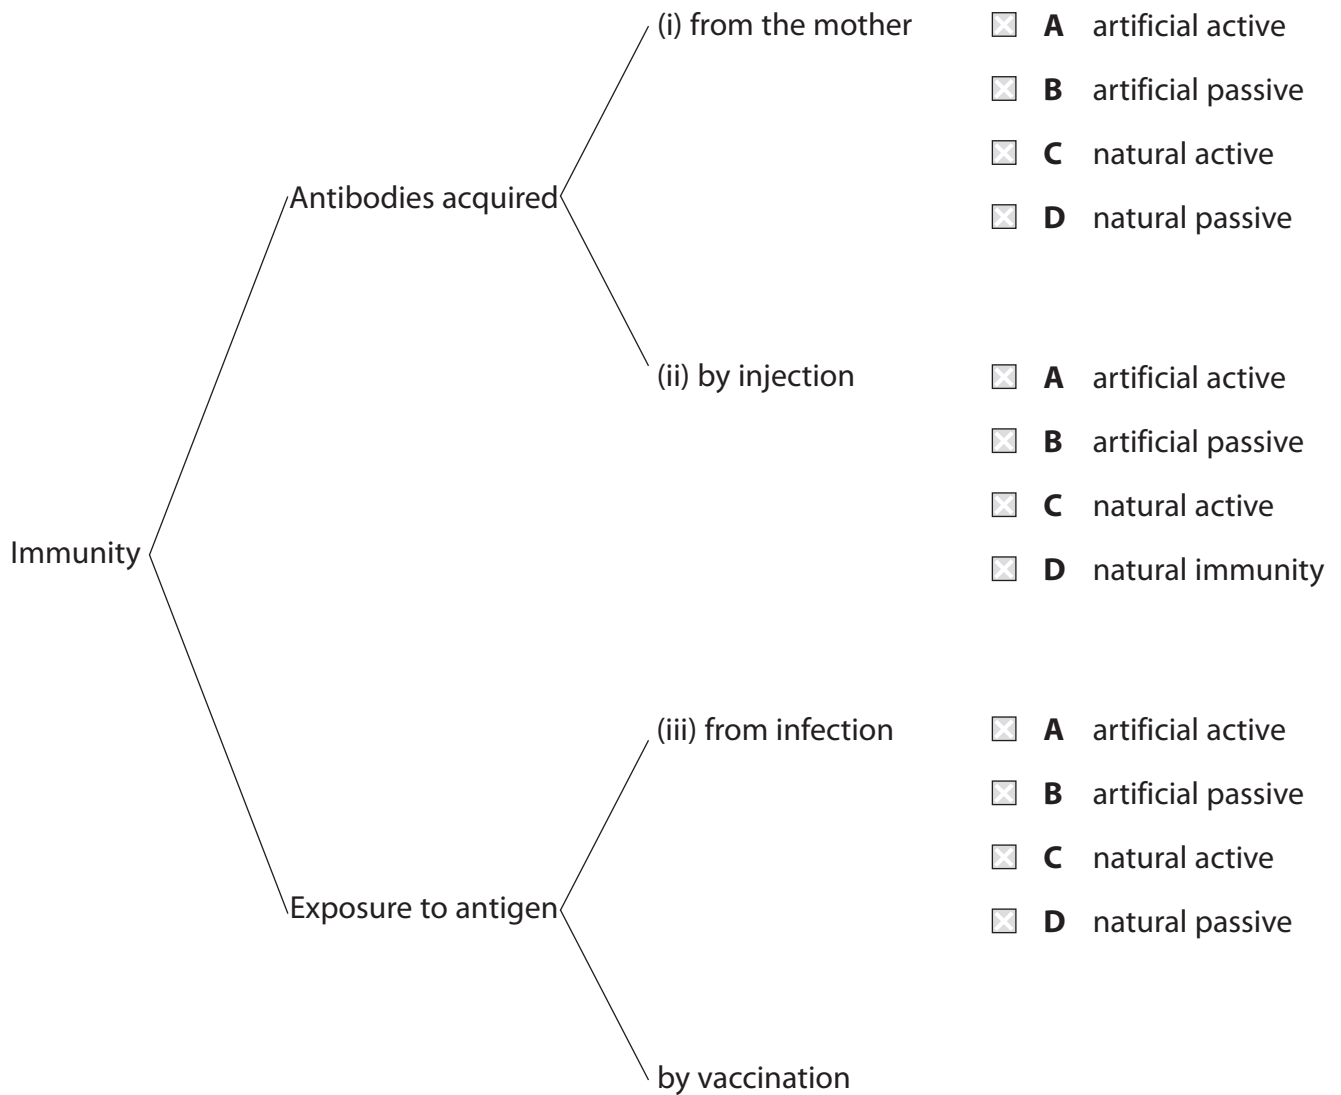 (i) from the mother
A artificial active
B artificial passive
C natural active
D natural passive
Antibodies acquired
(ii) by injection
A artificial active
B artificial passive
C natural active
D natural immunity
Immunity
(iii) from infection
A artificial active
B artificial passive
C natural active
D natural passive
Exposure to antigen
by vaccination